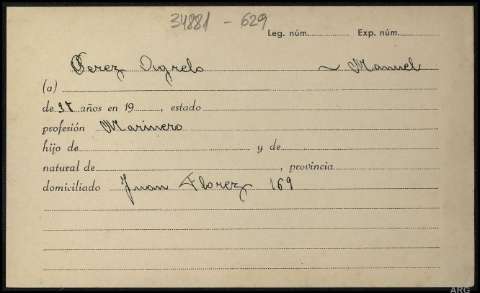 34881 - 629
Leg. núm. Exp. núm.
Perez Agrelo ~ Manuel
(a)
de 37 años en 19 , estado
profesión Marinero
hijo de y de
natural de , provincia
domiciliado Juan Florez 169
ARG